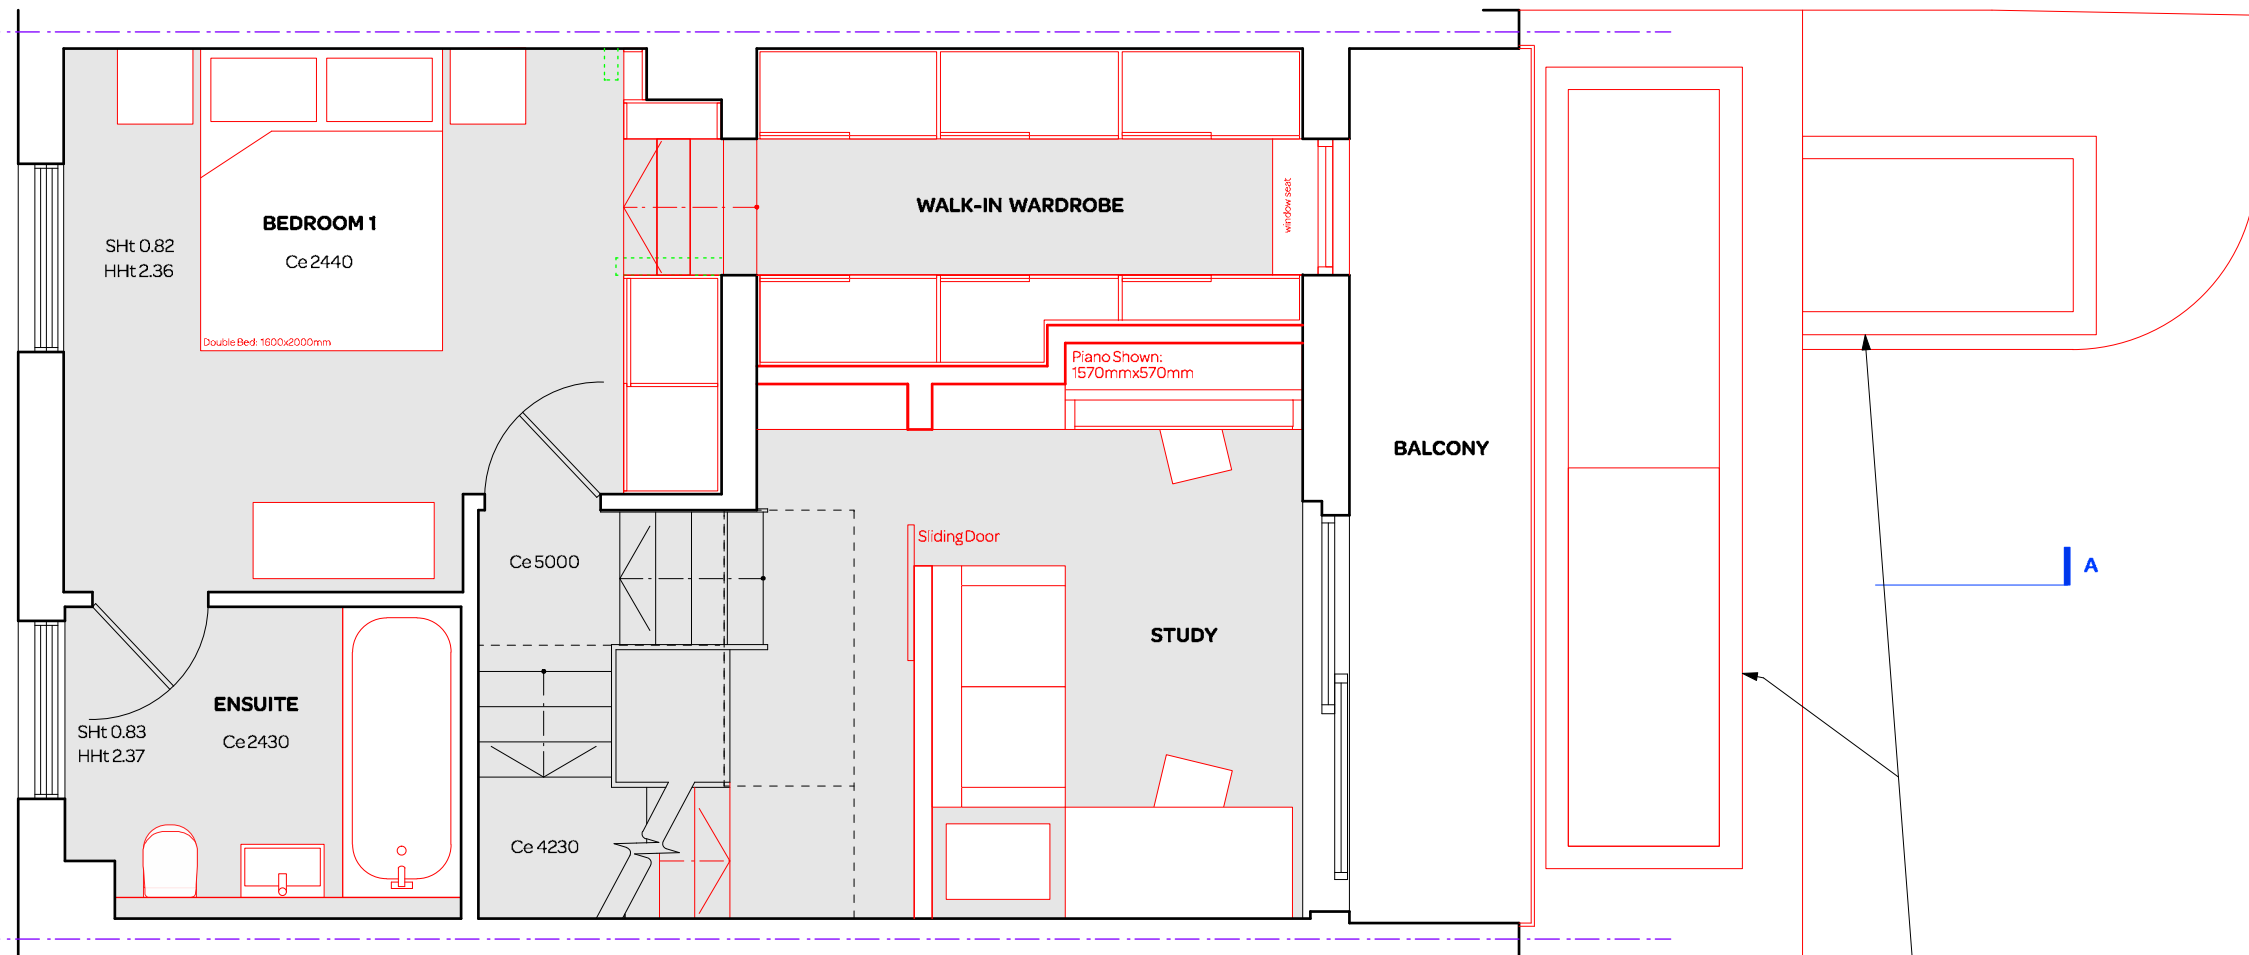 BEDROOM 1
Ce 2440
SHt 0.82
HHt 2.36
Double Bed: 1600x2000mm
WALK-IN WARDROBE
window seat
Piano Shown:
1570mmx570mm
BALCONY
Sliding Door
Ce 5000
STUDY
A
ENSUITE
Ce 2430
SHt 0.83
HHt 2.37
Ce 4230